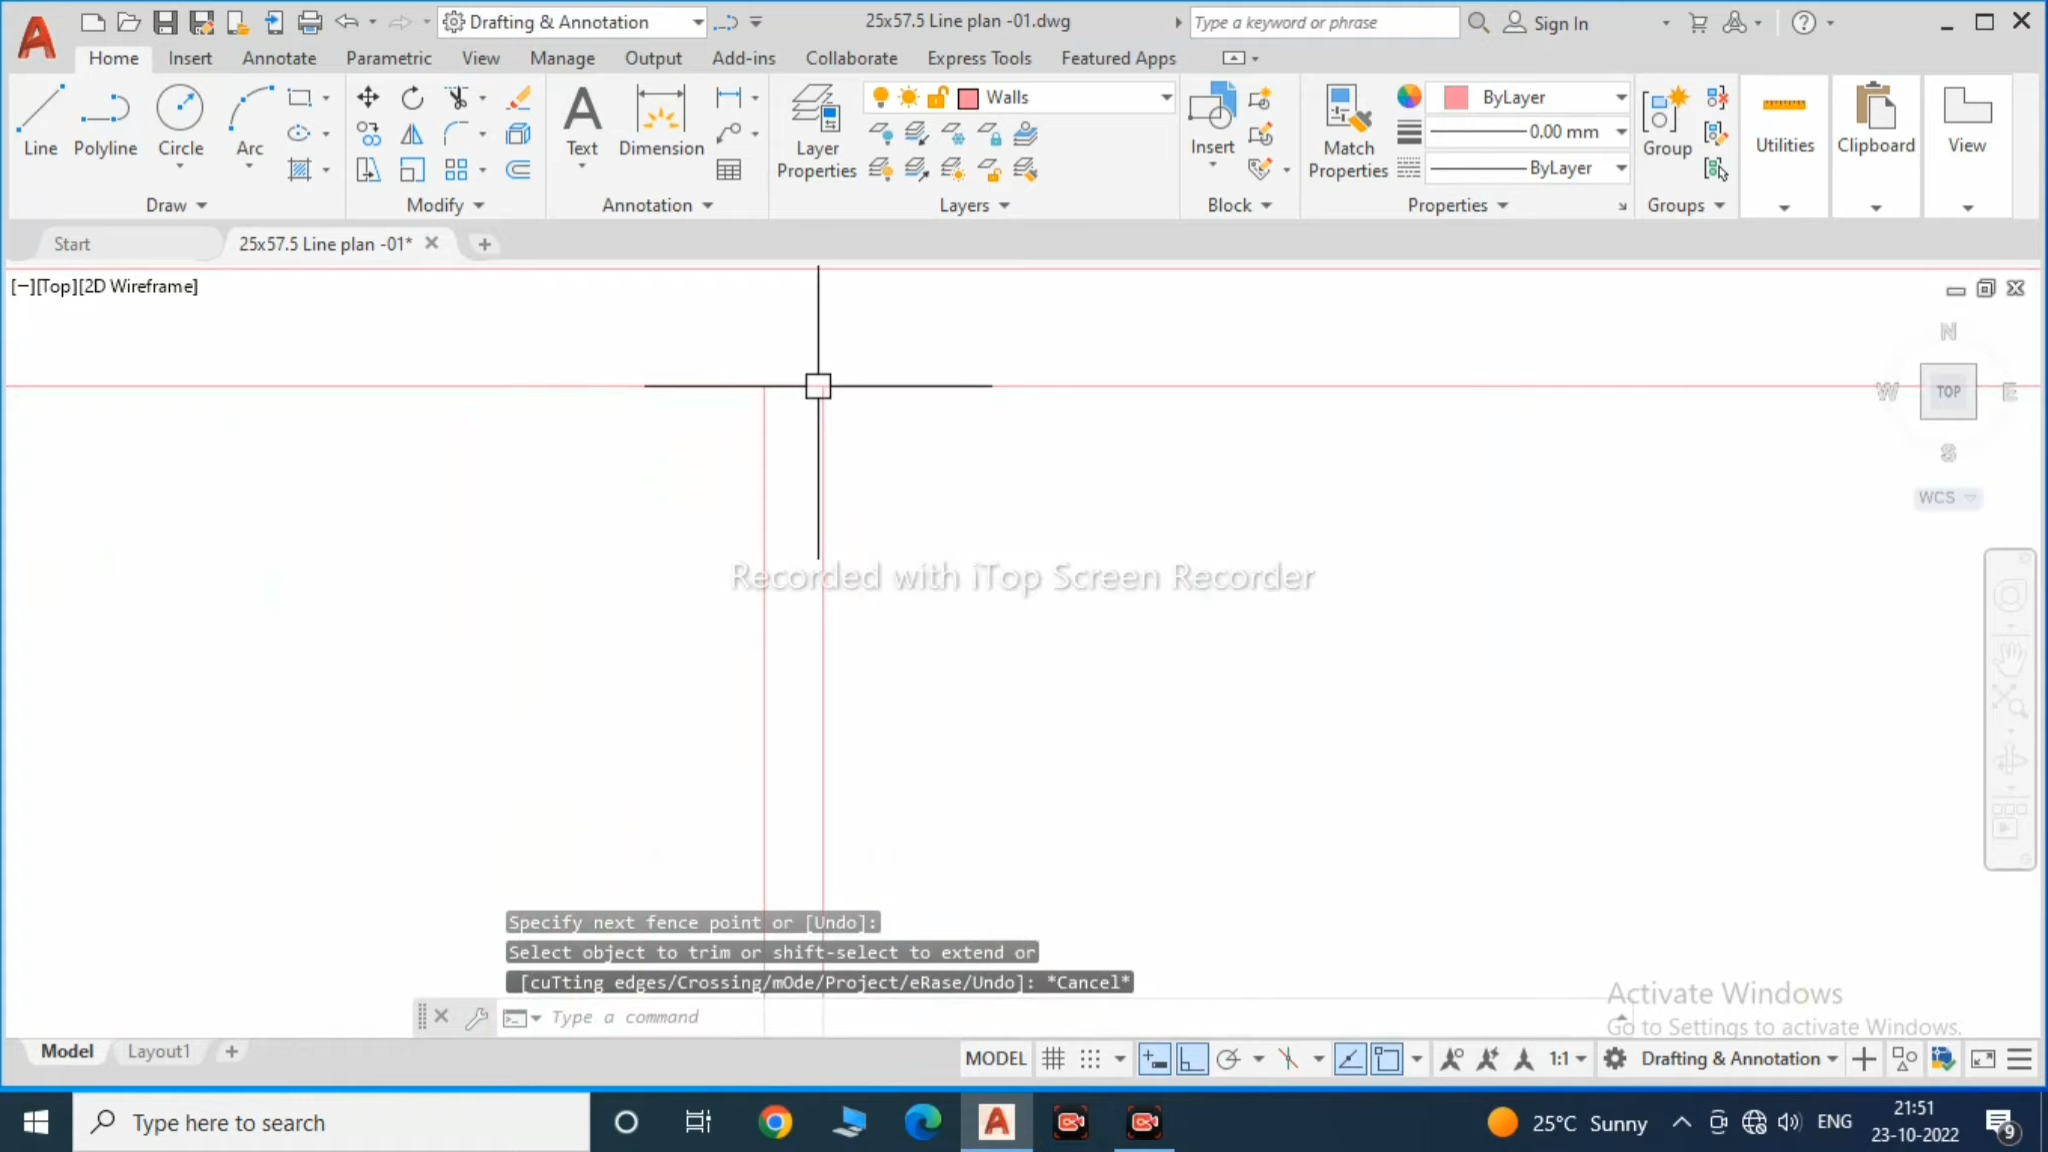 Drafting & Annotation
25x57.5 Line plan -01.dwg
Type a keyword or phrase
Sign In
Home
Insert
Annotate
Parametric
View
Manage
Output
Add-ins
Collaborate
Express Tools
Featured Apps
Line
Polyline
Circle
Arc
Text
Dimension
Layer
Properties
Walls
Insert
Match
Properties
ByLayer
0.00 mm
ByLayer
Group
Utilities
Clipboard
View
Draw
Modify
Annotation
Layers
Block
Properties
Groups
Start
25x57.5 Line plan -01*
[−][Top][2D Wireframe]
N
W
TOP
E
S
WCS
Recorded with iTop Screen Recorder
Specify next fence point or [Undo]:
Select object to trim or shift-select to extend or
[cuTting edges/Crossing/mOde/Project/eRase/Undo]: *Cancel*
Type a command
Activate Windows
Go to Settings to activate Windows.
Model
Layout1
MODEL
1:1
Drafting & Annotation
Type here to search
25°C Sunny
ENG
21:51
23-10-2022
9